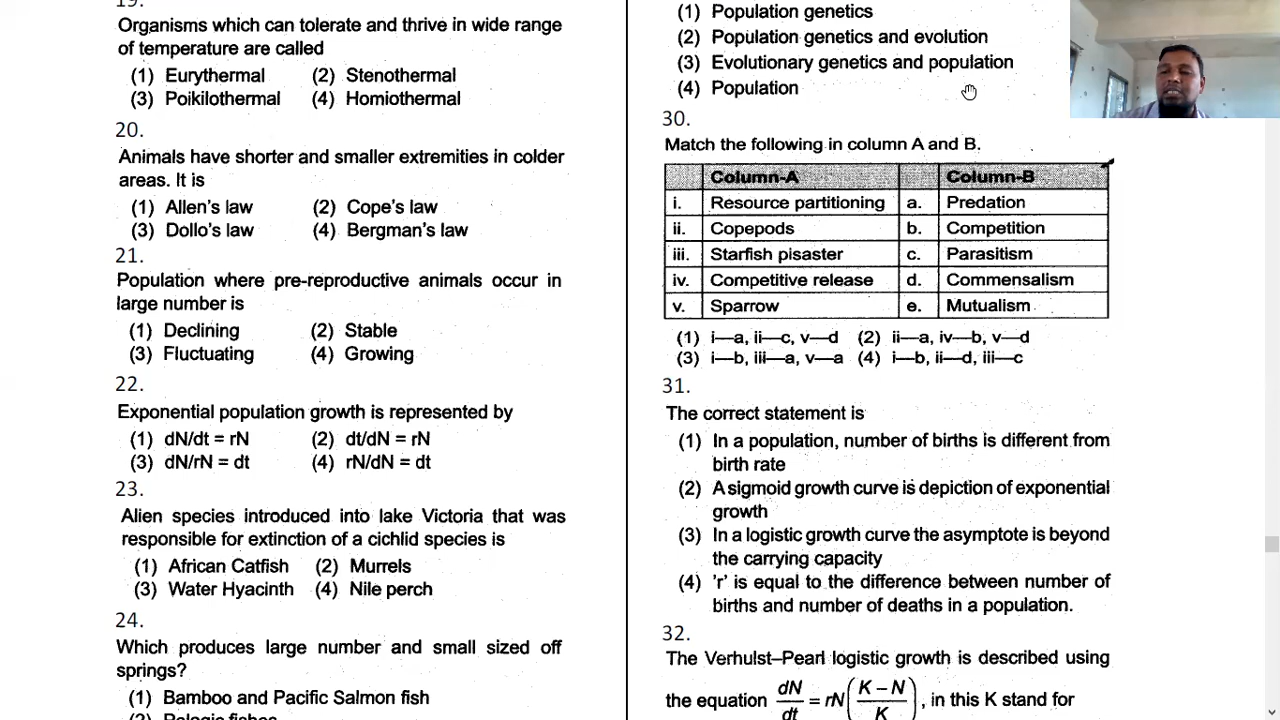 19.
Organisms which can tolerate and thrive in wide range
of temperature are called
(1) Eurythermal (2) Stenothermal
(3) Poikilothermal (4) Homiothermal
20.
Animals have shorter and smaller extremities in colder
areas. It is
(1) Allen's law (2) Cope's law
(3) Dollo's law (4) Bergman's law
21.
Population where pre-reproductive animals occur in
large number is
(1) Declining (2) Stable
(3) Fluctuating (4) Growing
22.
Exponential population growth is represented by
(1) dN/dt = rN (2) dt/dN = rN
(3) dN/rN = dt (4) rN/dN = dt
23.
Alien species introduced into lake Victoria that was
responsible for extinction of a cichlid species is
(1) African Catfish (2) Murrels
(3) Water Hyacinth (4) Nile perch
24.
Which produces large number and small sized off
springs?
(1) Bamboo and Pacific Salmon fish
(2) Pelagic fishes
(1) Population genetics
(2) Population genetics and evolution
(3) Evolutionary genetics and population
(4) Population
30.
Match the following in column A and B.
Column-A Column-B
i. Resource partitioning a. Predation
ii. Copepods b. Competition
iii. Starfish pisaster c. Parasitism
iv. Competitive release d. Commensalism
v. Sparrow e. Mutualism
(1) i—a, ii—c, v—d (2) ii—a, iv—b, v—d
(3) i—b, iii—a, v—a (4) i—b, ii—d, iii—c
31.
The correct statement is
(1) In a population, number of births is different from
birth rate
(2) A sigmoid growth curve is depiction of exponential
growth
(3) In a logistic growth curve the asymptote is beyond
the carrying capacity
(4) 'r' is equal to the difference between number of
births and number of deaths in a population.
32.
The Verhulst–Pearl logistic growth is described using
the equation dN/dt = rN((K – N)/K), in this K stand for